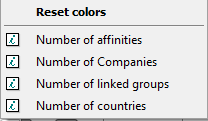 Reset colors
Number of affinities
Number of Companies
Number of linked groups
Number of countries